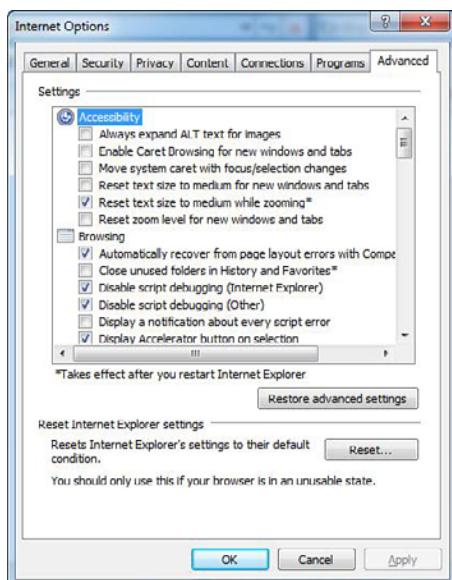 Internet Options
General Security Privacy Content Connections Programs Advanced
Settings
Accessibility
Always expand ALT text for images
Enable Caret Browsing for new windows and tabs
Move system caret with focus/selection changes
Reset text size to medium for new windows and tabs
Reset text size to medium while zooming*
Reset zoom level for new windows and tabs
Browsing
Automatically recover from page layout errors with Compa
Close unused folders in History and Favorites*
Disable script debugging (Internet Explorer)
Disable script debugging (Other)
Display a notification about every script error
Display Accelerator button on selection
*Takes effect after you restart Internet Explorer
Restore advanced settings
Reset Internet Explorer settings
Resets Internet Explorer's settings to their default
condition.
Reset...
You should only use this if your browser is in an unusable state.
OK Cancel Apply